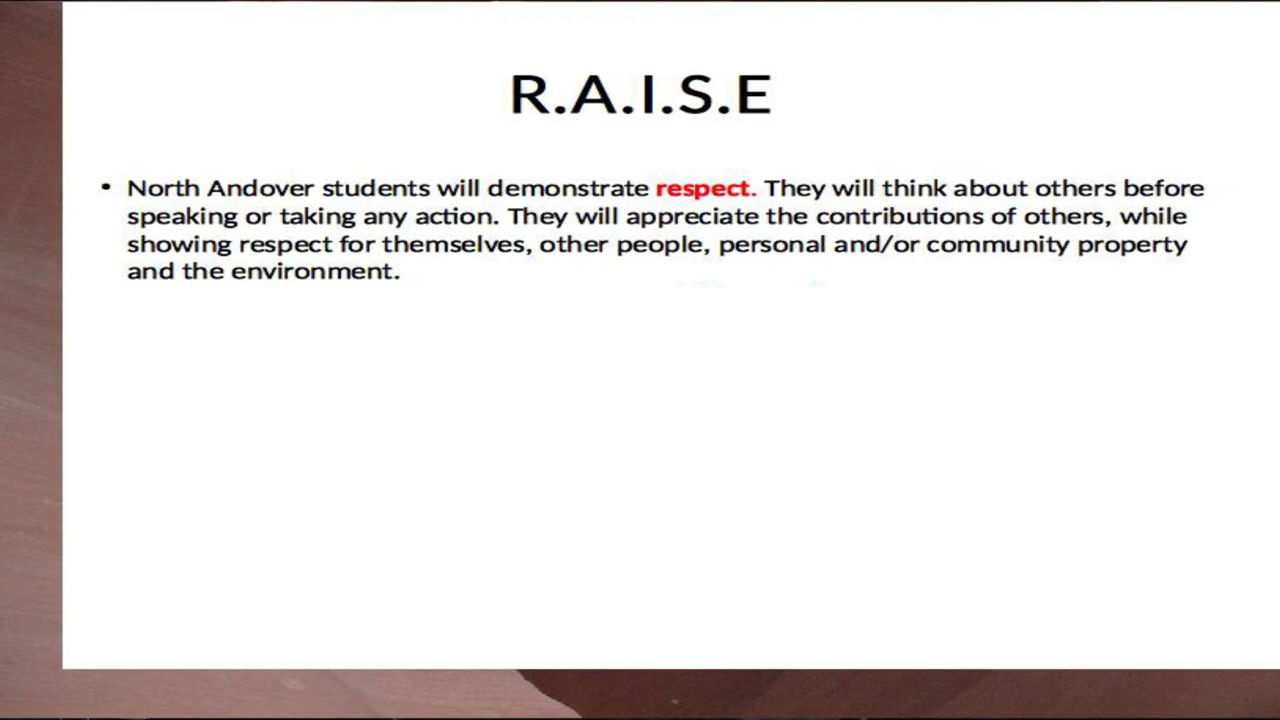 R.A.I.S.E
• North Andover students will demonstrate respect. They will think about others before
speaking or taking any action. They will appreciate the contributions of others, while
showing respect for themselves, other people, personal and/or community property
and the environment.